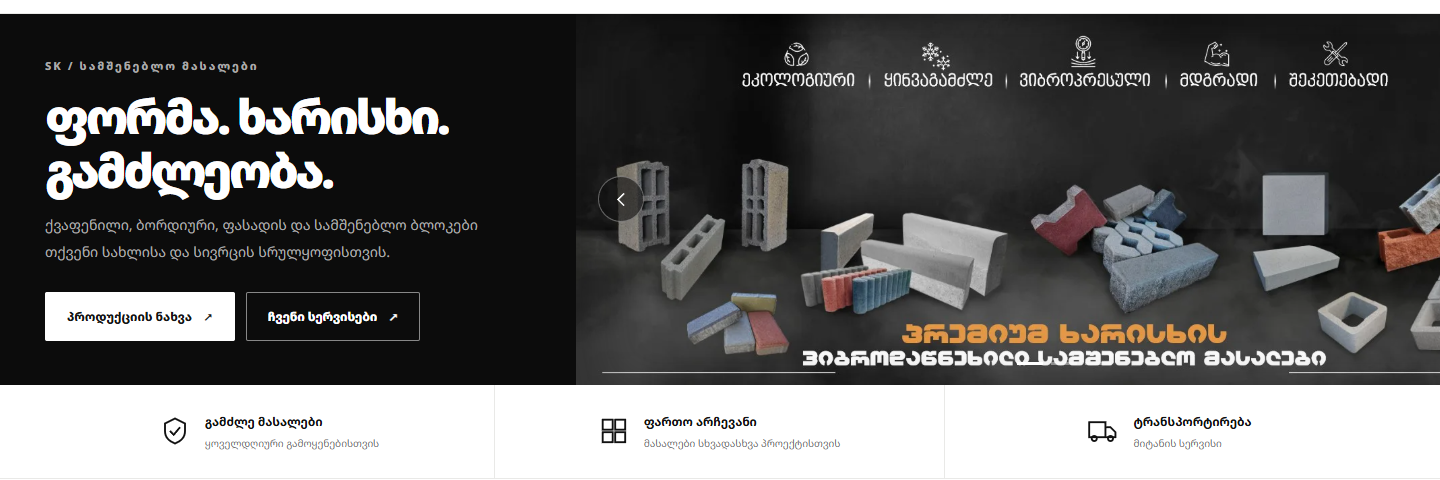 SK / სამშენებლო მასალები
ფორმა. ხარისხი.
გამძლეობა.
ქვაფენილი, ბორდიური, ფასადის და სამშენებლო ბლოკები
თქვენი სახლისა და სივრცის სრულყოფისთვის.
პროდუქციის ნახვა ↗
ჩვენი სერვისები ↗
ეკოლოგიური | ყინვაგამძლე | ვიბროპრესული | მდგრადი | შეკეთებადი
პრემიუმ ხარისხის
ვიბროდაწნეხილი სამშენებლო მასალები
გამძლე მასალები
ყოველდღიური გამოყენებისთვის
ფართო არჩევანი
მასალები სხვადასხვა პროექტისთვის
ტრანსპორტირება
მიტანის სერვისი